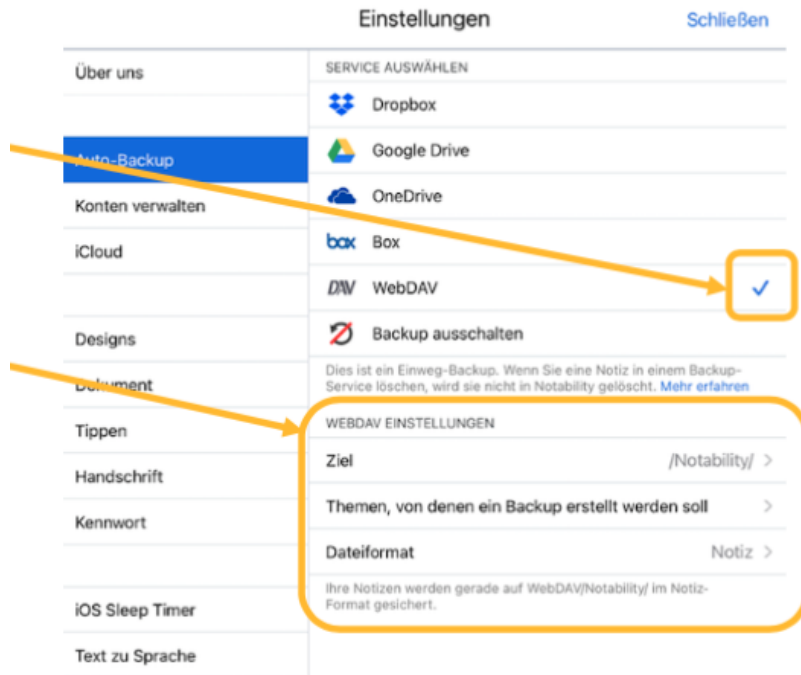 Einstellungen
Schließen
Über uns
Auto-Backup
Konten verwalten
iCloud
Designs
Dokument
Tippen
Handschrift
Kennwort
iOS Sleep Timer
Text zu Sprache
SERVICE AUSWÄHLEN
Dropbox
Google Drive
OneDrive
box Box
DAV WebDAV
Backup ausschalten
Dies ist ein Einweg-Backup. Wenn Sie eine Notiz in einem Backup-
Service löschen, wird sie nicht in Notability gelöscht. Mehr erfahren
WEBDAV EINSTELLUNGEN
Ziel /Notability/
Themen, von denen ein Backup erstellt werden soll
Dateiformat Notiz
Ihre Notizen werden gerade auf WebDAV/Notability/ im Notiz-
Format gesichert.